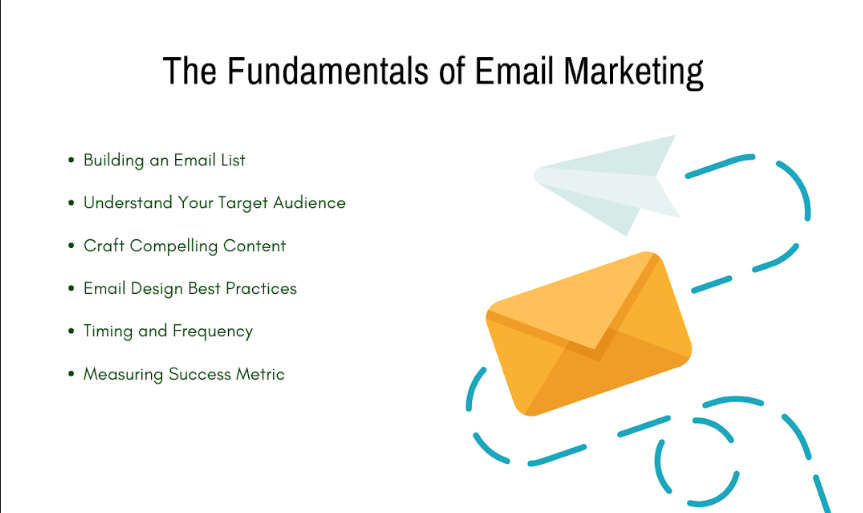 The Fundamentals of Email Marketing
• Building an Email List
• Understand Your Target Audience
• Craft Compelling Content
• Email Design Best Practices
• Timing and Frequency
• Measuring Success Metric